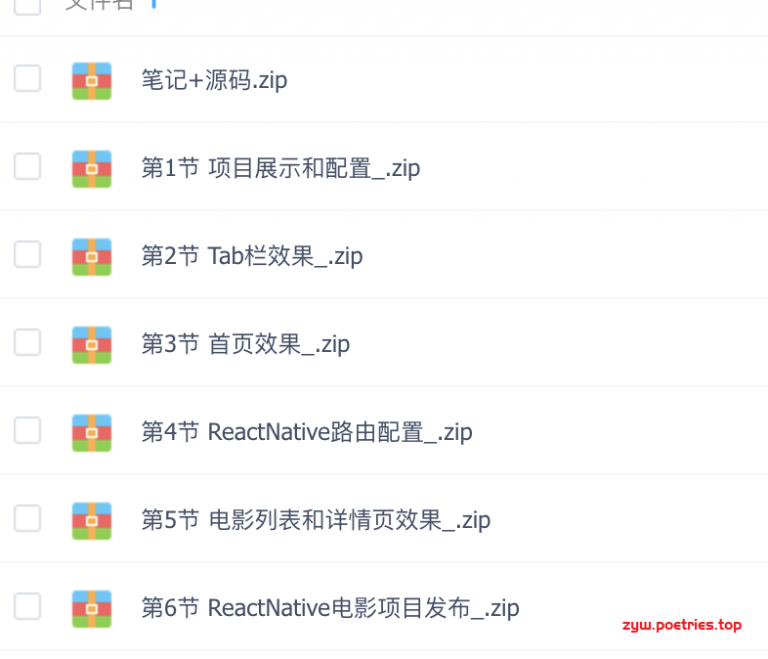 文件名
笔记+源码.zip
第1节 项目展示和配置_.zip
第2节 Tab栏效果_.zip
第3节 首页效果_.zip
第4节 ReactNative路由配置_.zip
第5节 电影列表和详情页效果_.zip
第6节 ReactNative电影项目发布_.zip
zyw.poetries.top